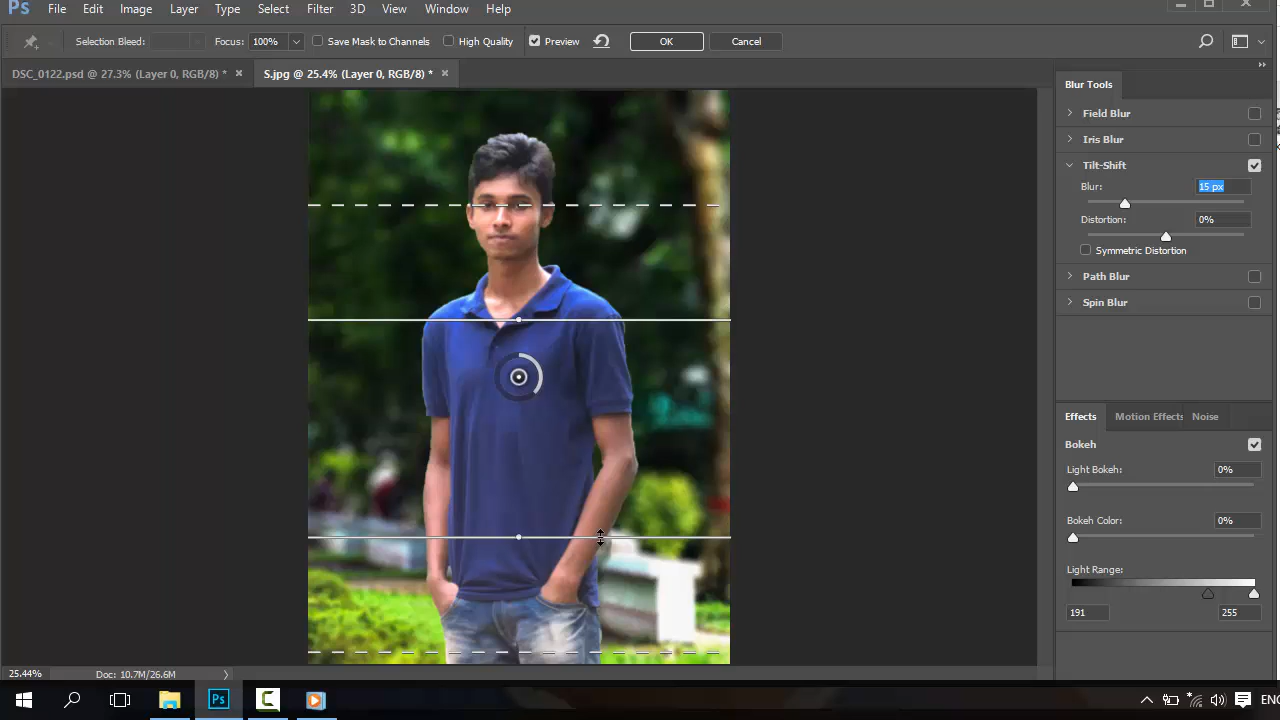 Ps File Edit Image Layer Type Select Filter 3D View Window Help
Selection Bleed: Focus: 100% Save Mask to Channels High Quality Preview OK Cancel
DSC_0122.psd @ 27.3% (Layer 0, RGB/8) * × S.jpg @ 25.4% (Layer 0, RGB/8) * ×
Blur Tools
Field Blur
Iris Blur
Tilt-Shift
Blur: 15 px
Distortion: 0%
Symmetric Distortion
Path Blur
Spin Blur
Effects Motion Effects Noise
Bokeh
Light Bokeh: 0%
Bokeh Color: 0%
Light Range:
191 255
25.44% Doc: 10.7M/26.6M
Ps C ENG